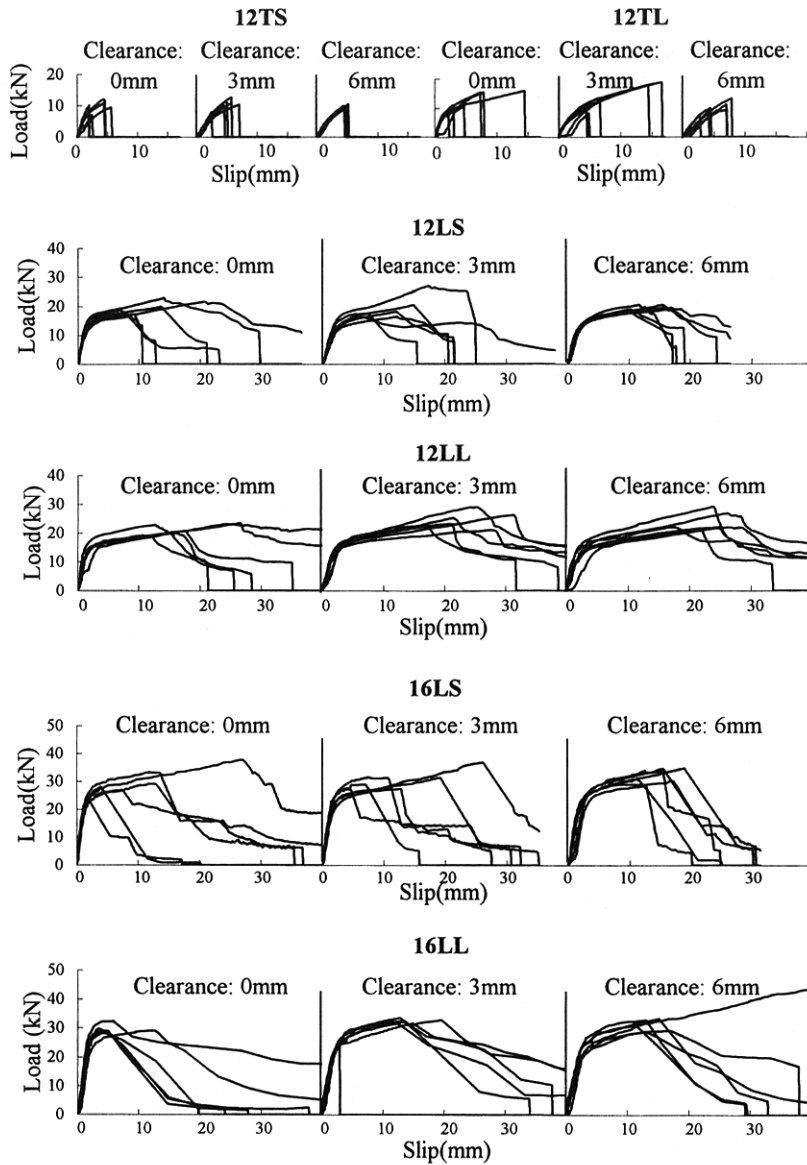 12TS 12TL
Clearance: Clearance: Clearance: Clearance: Clearance: Clearance:
0mm 3mm 6mm 0mm 3mm 6mm
Load(kN)
20
10
0
0 10 0 10 0 10 0 10 0 10 0 10
Slip(mm) Slip(mm)
12LS
Clearance: 0mm Clearance: 3mm Clearance: 6mm
Load(kN)
40
30
20
10
0
0 10 20 30 0 10 20 30 0 10 20 30
Slip(mm)
12LL
Clearance: 0mm Clearance: 3mm Clearance: 6mm
Load(kN)
40
30
20
10
0
0 10 20 30 0 10 20 30 0 10 20 30
Slip(mm)
16LS
Clearance: 0mm Clearance: 3mm Clearance: 6mm
Load(kN)
50
40
30
20
10
0
0 10 20 30 0 10 20 30 0 10 20 30
Slip(mm)
16LL
Clearance: 0mm Clearance: 3mm Clearance: 6mm
Load (kN)
50
40
30
20
10
0
0 10 20 30 0 10 20 30 0 10 20 30
Slip(mm)